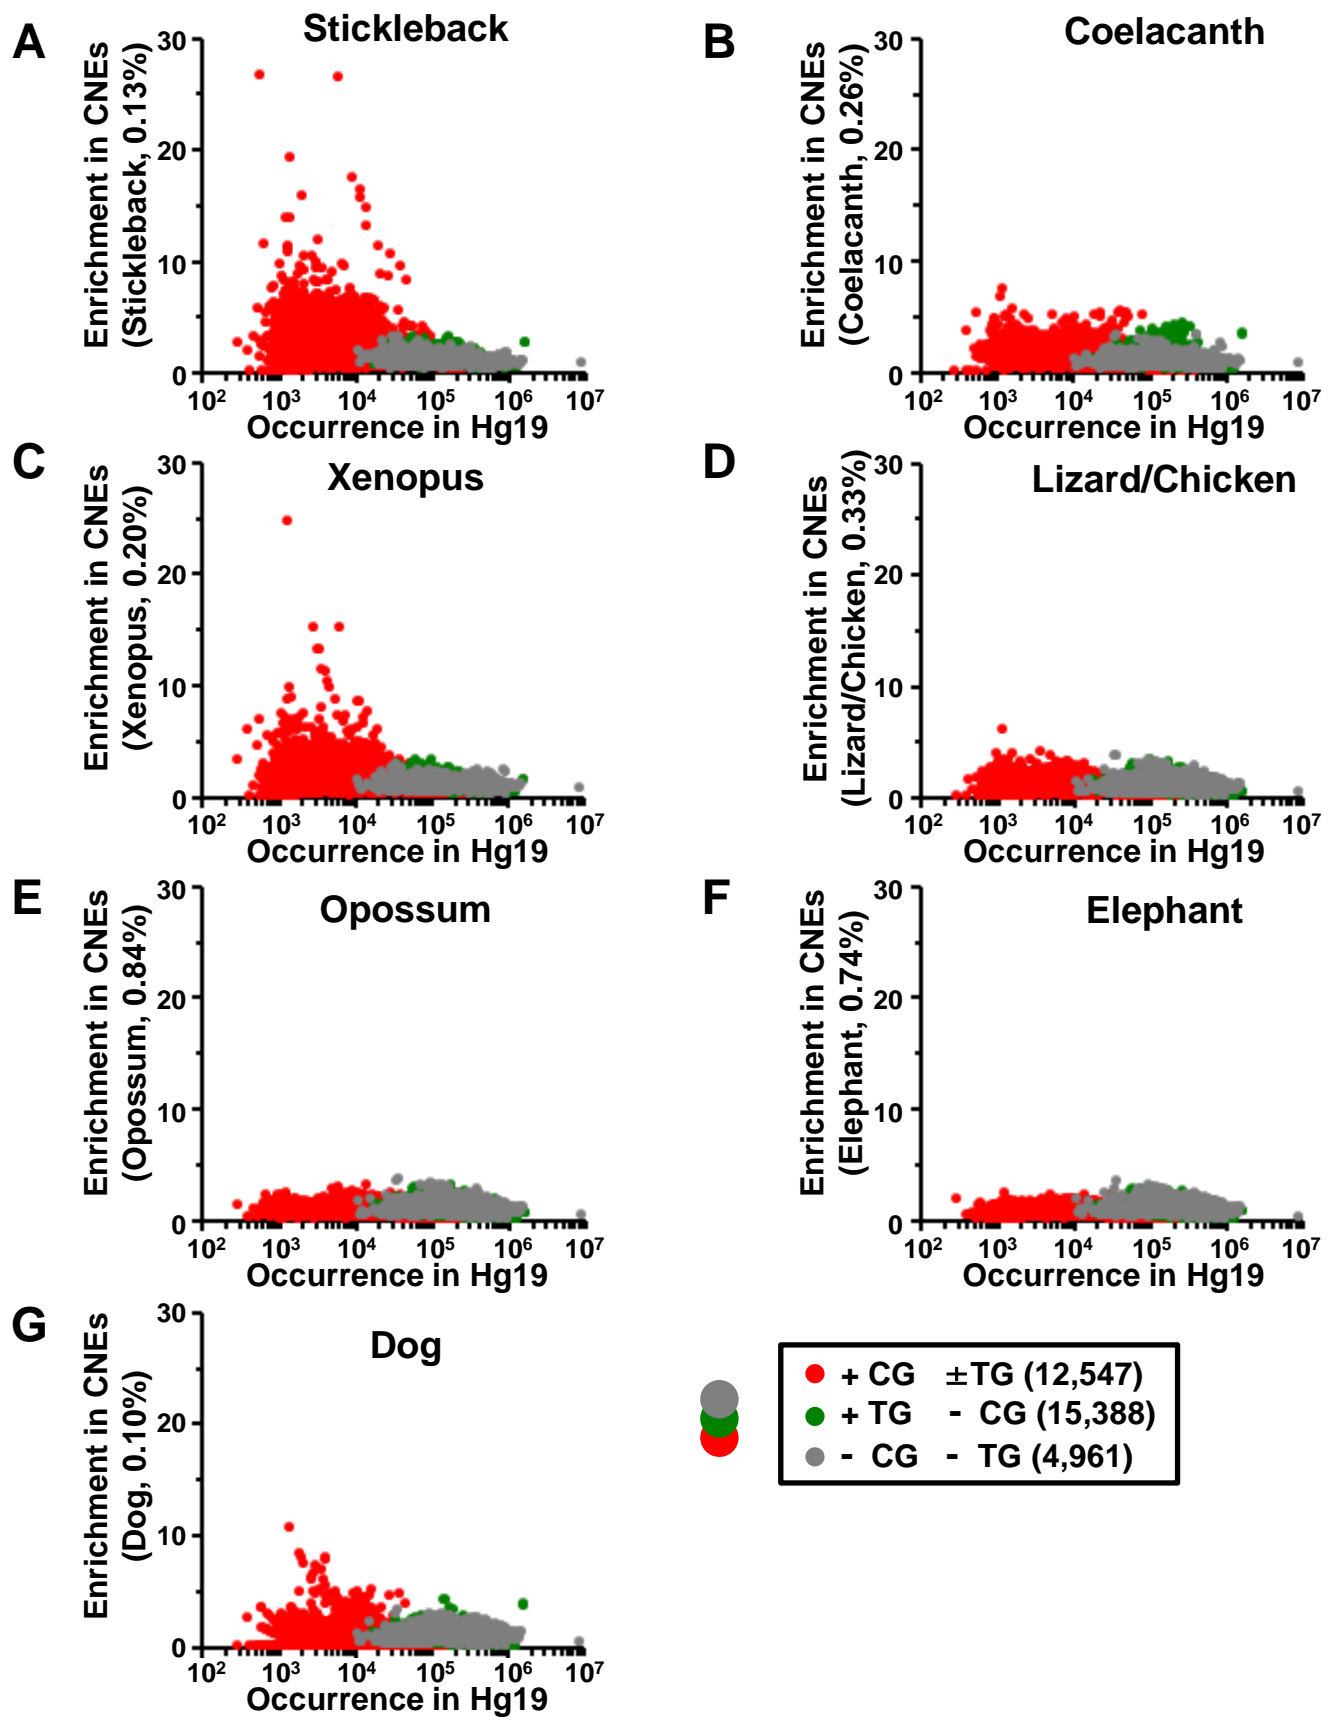 A
Stickleback
Enrichment in CNEs
(Stickleback, 0.13%)
30
20
10
0
10² 10³ 10⁴ 10⁵ 10⁶ 10⁷
Occurrence in Hg19
B
Coelacanth
Enrichment in CNEs
(Coelacanth, 0.26%)
30
20
10
0
10² 10³ 10⁴ 10⁵ 10⁶ 10⁷
Occurrence in Hg19
C
Xenopus
Enrichment in CNEs
(Xenopus, 0.20%)
30
20
10
0
10² 10³ 10⁴ 10⁵ 10⁶ 10⁷
Occurrence in Hg19
D
Lizard/Chicken
Enrichment in CNEs
(Lizard/Chicken, 0.33%)
30
20
10
0
10² 10³ 10⁴ 10⁵ 10⁶ 10⁷
Occurrence in Hg19
E
Opossum
Enrichment in CNEs
(Opossum, 0.84%)
30
20
10
0
10² 10³ 10⁴ 10⁵ 10⁶ 10⁷
Occurrence in Hg19
F
Elephant
Enrichment in CNEs
(Elephant, 0.74%)
30
20
10
0
10² 10³ 10⁴ 10⁵ 10⁶ 10⁷
Occurrence in Hg19
G
Dog
Enrichment in CNEs
(Dog, 0.10%)
30
20
10
0
10² 10³ 10⁴ 10⁵ 10⁶ 10⁷
Occurrence in Hg19
+ CG ±TG (12,547)
+ TG - CG (15,388)
- CG - TG (4,961)